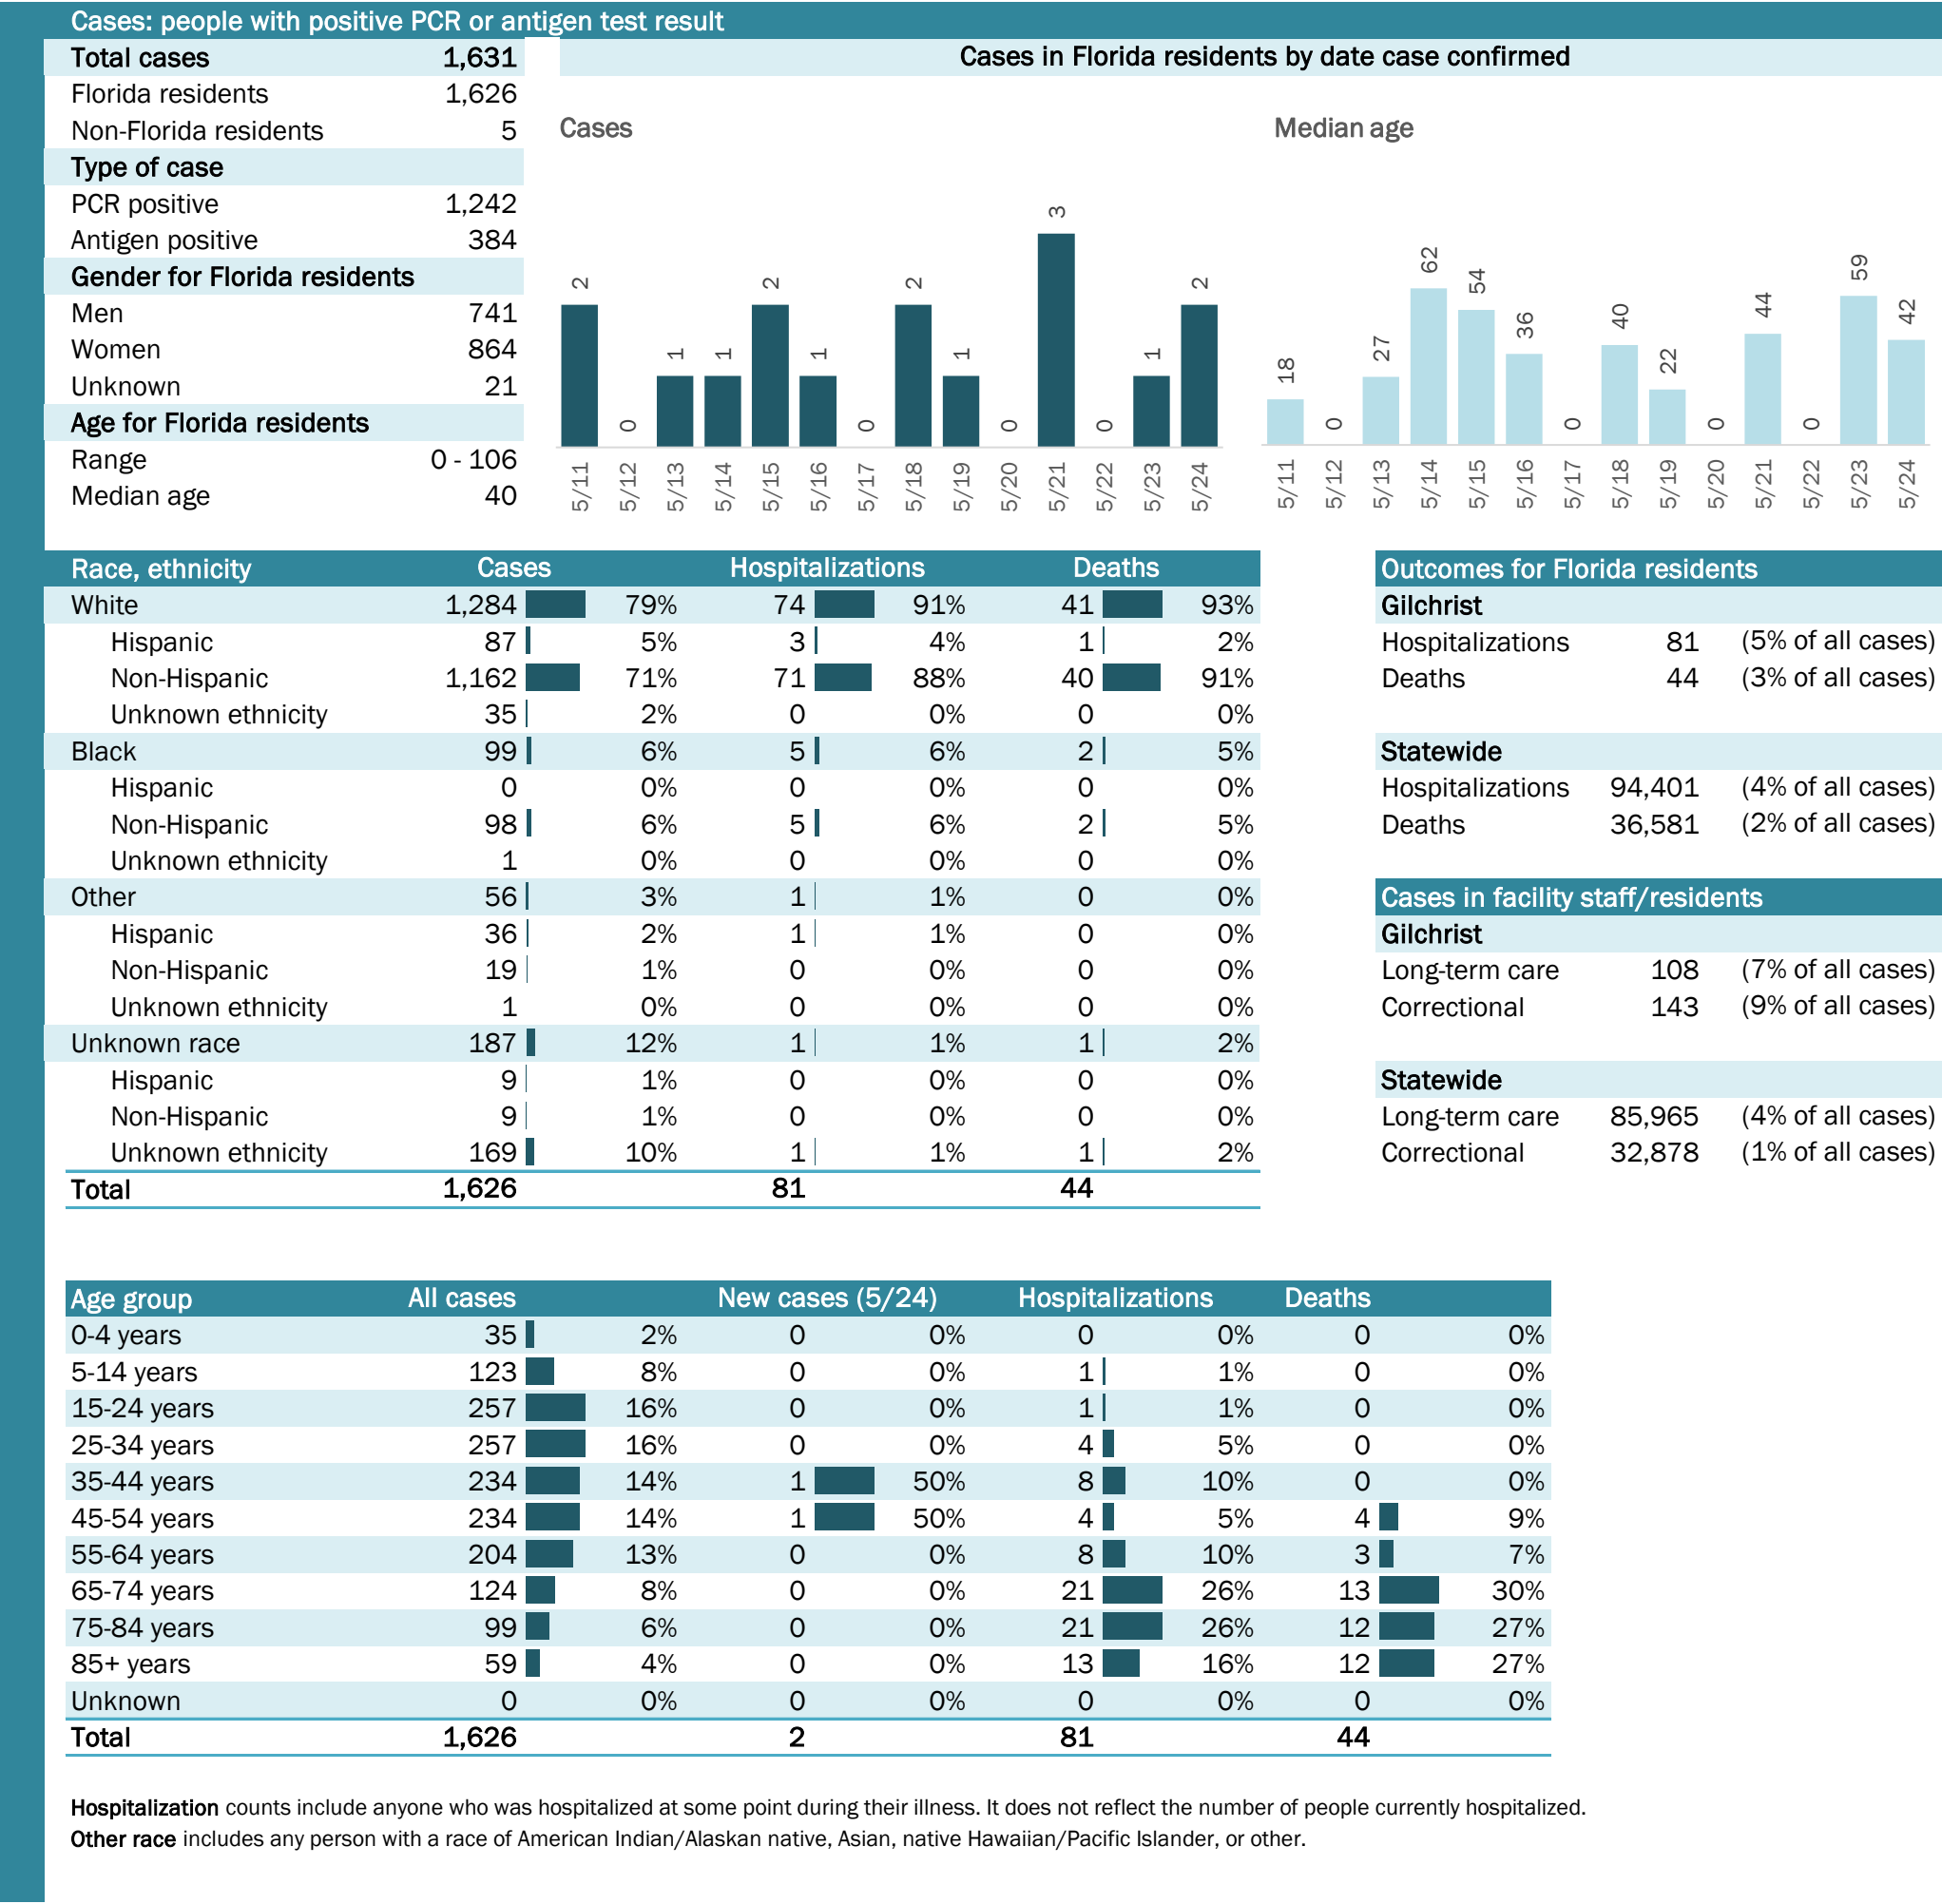 Cases: people with positive PCR or antigen test result
Total cases 1,631
Florida residents 1,626
Non-Florida residents 5
Type of case
PCR positive 1,242
Antigen positive 384
Gender for Florida residents
Men 741
Women 864
Unknown 21
Age for Florida residents
Range 0 - 106
Median age 40
Cases in Florida residents by date case confirmed
Cases
2 0 1 1 2 1 0 2 1 0 3 0 1 2
5/11 5/12 5/13 5/14 5/15 5/16 5/17 5/18 5/19 5/20 5/21 5/22 5/23 5/24
Median age
18 0 27 62 54 36 0 40 22 0 44 0 59 42
5/11 5/12 5/13 5/14 5/15 5/16 5/17 5/18 5/19 5/20 5/21 5/22 5/23 5/24
Race, ethnicity Cases Hospitalizations Deaths
White 1,284 79% 74 91% 41 93%
Hispanic 87 5% 3 4% 1 2%
Non-Hispanic 1,162 71% 71 88% 40 91%
Unknown ethnicity 35 2% 0 0% 0 0%
Black 99 6% 5 6% 2 5%
Hispanic 0 0% 0 0% 0 0%
Non-Hispanic 98 6% 5 6% 2 5%
Unknown ethnicity 1 0% 0 0% 0 0%
Other 56 3% 1 1% 0 0%
Hispanic 36 2% 1 1% 0 0%
Non-Hispanic 19 1% 0 0% 0 0%
Unknown ethnicity 1 0% 0 0% 0 0%
Unknown race 187 12% 1 1% 1 2%
Hispanic 9 1% 0 0% 0 0%
Non-Hispanic 9 1% 0 0% 0 0%
Unknown ethnicity 169 10% 1 1% 1 2%
Total 1,626 81 44
Outcomes for Florida residents
Gilchrist
Hospitalizations 81 (5% of all cases)
Deaths 44 (3% of all cases)
Statewide
Hospitalizations 94,401 (4% of all cases)
Deaths 36,581 (2% of all cases)
Cases in facility staff/residents
Gilchrist
Long-term care 108 (7% of all cases)
Correctional 143 (9% of all cases)
Statewide
Long-term care 85,965 (4% of all cases)
Correctional 32,878 (1% of all cases)
Age group All cases New cases (5/24) Hospitalizations Deaths
0-4 years 35 2% 0 0% 0 0% 0 0%
5-14 years 123 8% 0 0% 1 1% 0 0%
15-24 years 257 16% 0 0% 1 1% 0 0%
25-34 years 257 16% 0 0% 4 5% 0 0%
35-44 years 234 14% 1 50% 8 10% 0 0%
45-54 years 234 14% 1 50% 4 5% 4 9%
55-64 years 204 13% 0 0% 8 10% 3 7%
65-74 years 124 8% 0 0% 21 26% 13 30%
75-84 years 99 6% 0 0% 21 26% 12 27%
85+ years 59 4% 0 0% 13 16% 12 27%
Unknown 0 0% 0 0% 0 0% 0 0%
Total 1,626 2 81 44
Hospitalization counts include anyone who was hospitalized at some point during their illness. It does not reflect the number of people currently hospitalized.
Other race includes any person with a race of American Indian/Alaskan native, Asian, native Hawaiian/Pacific Islander, or other.